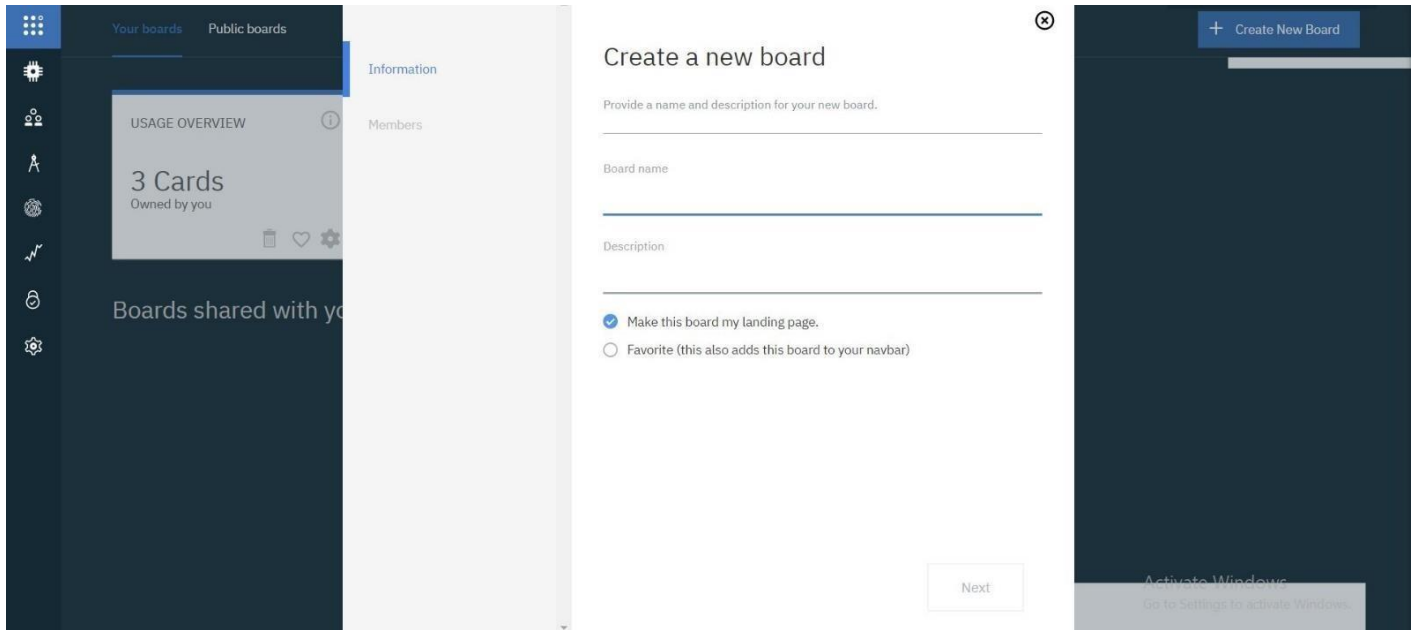 Your boards
Public boards
Create New Board
USAGE OVERVIEW
3 Cards
Owned by you
Boards shared with yo
Information
Members
Create a new board
Provide a name and description for your new board.
Board name
Description
Make this board my landing page.
Favorite (this also adds this board to your navbar)
Next
Activate Windows
Go to Settings to activate Windows.